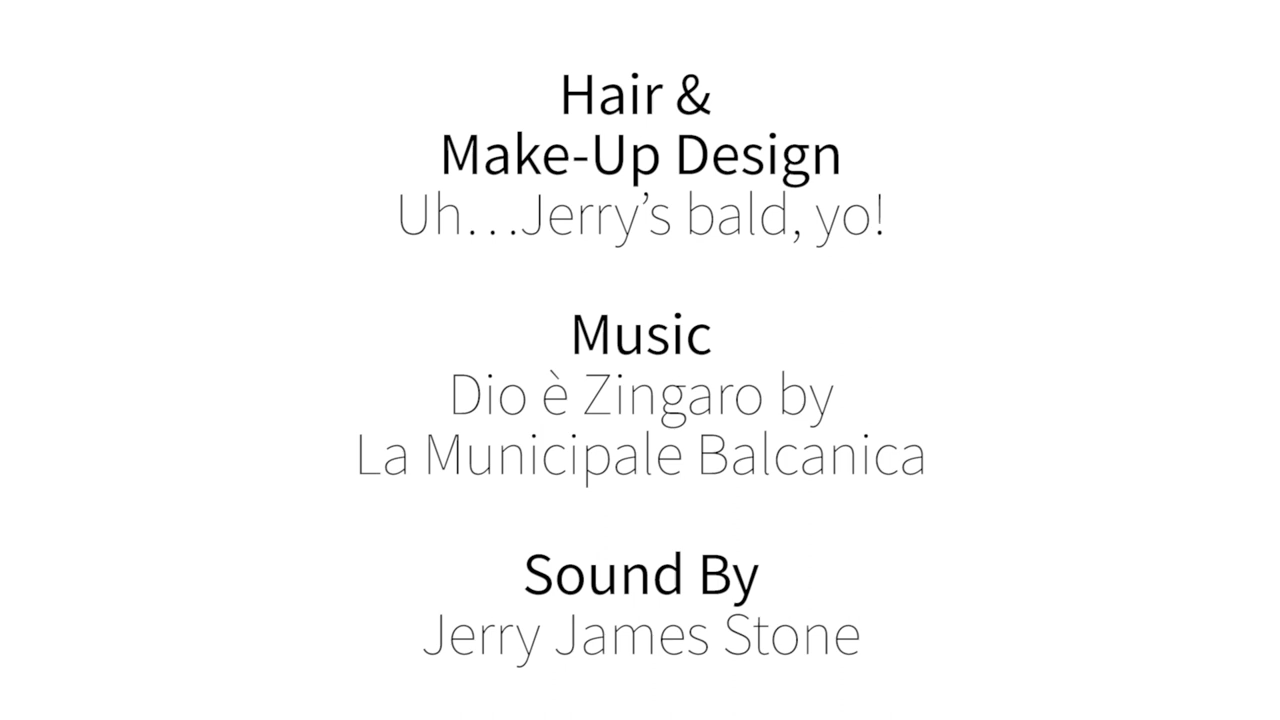 Hair &
Make-Up Design
Uh...Jerry’s bald, yo!
Music
Dio è Zingaro by
La Municipale Balcanica
Sound By
Jerry James Stone